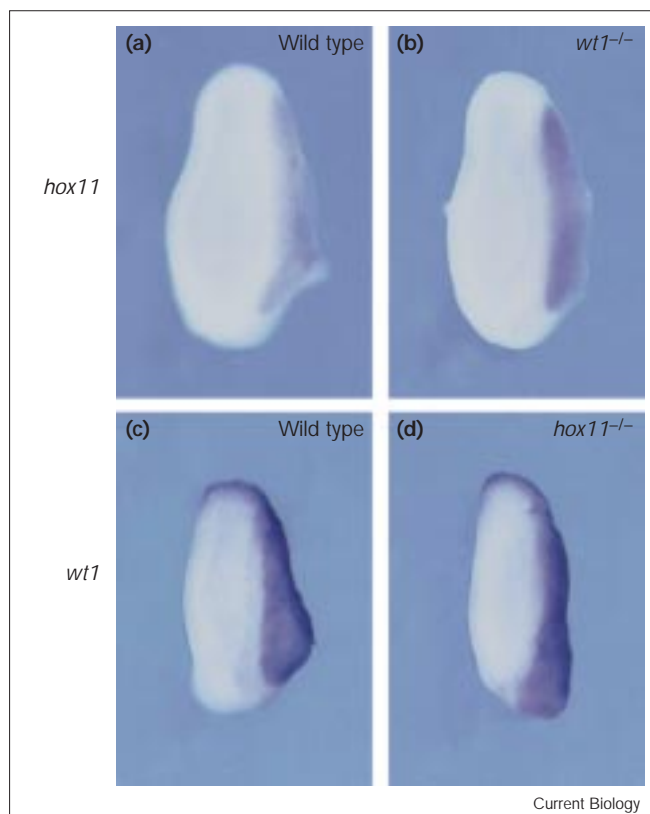 (a) Wild type
(b) wt1–/–
hox11
(c) Wild type
(d) hox11–/–
wt1
Current Biology